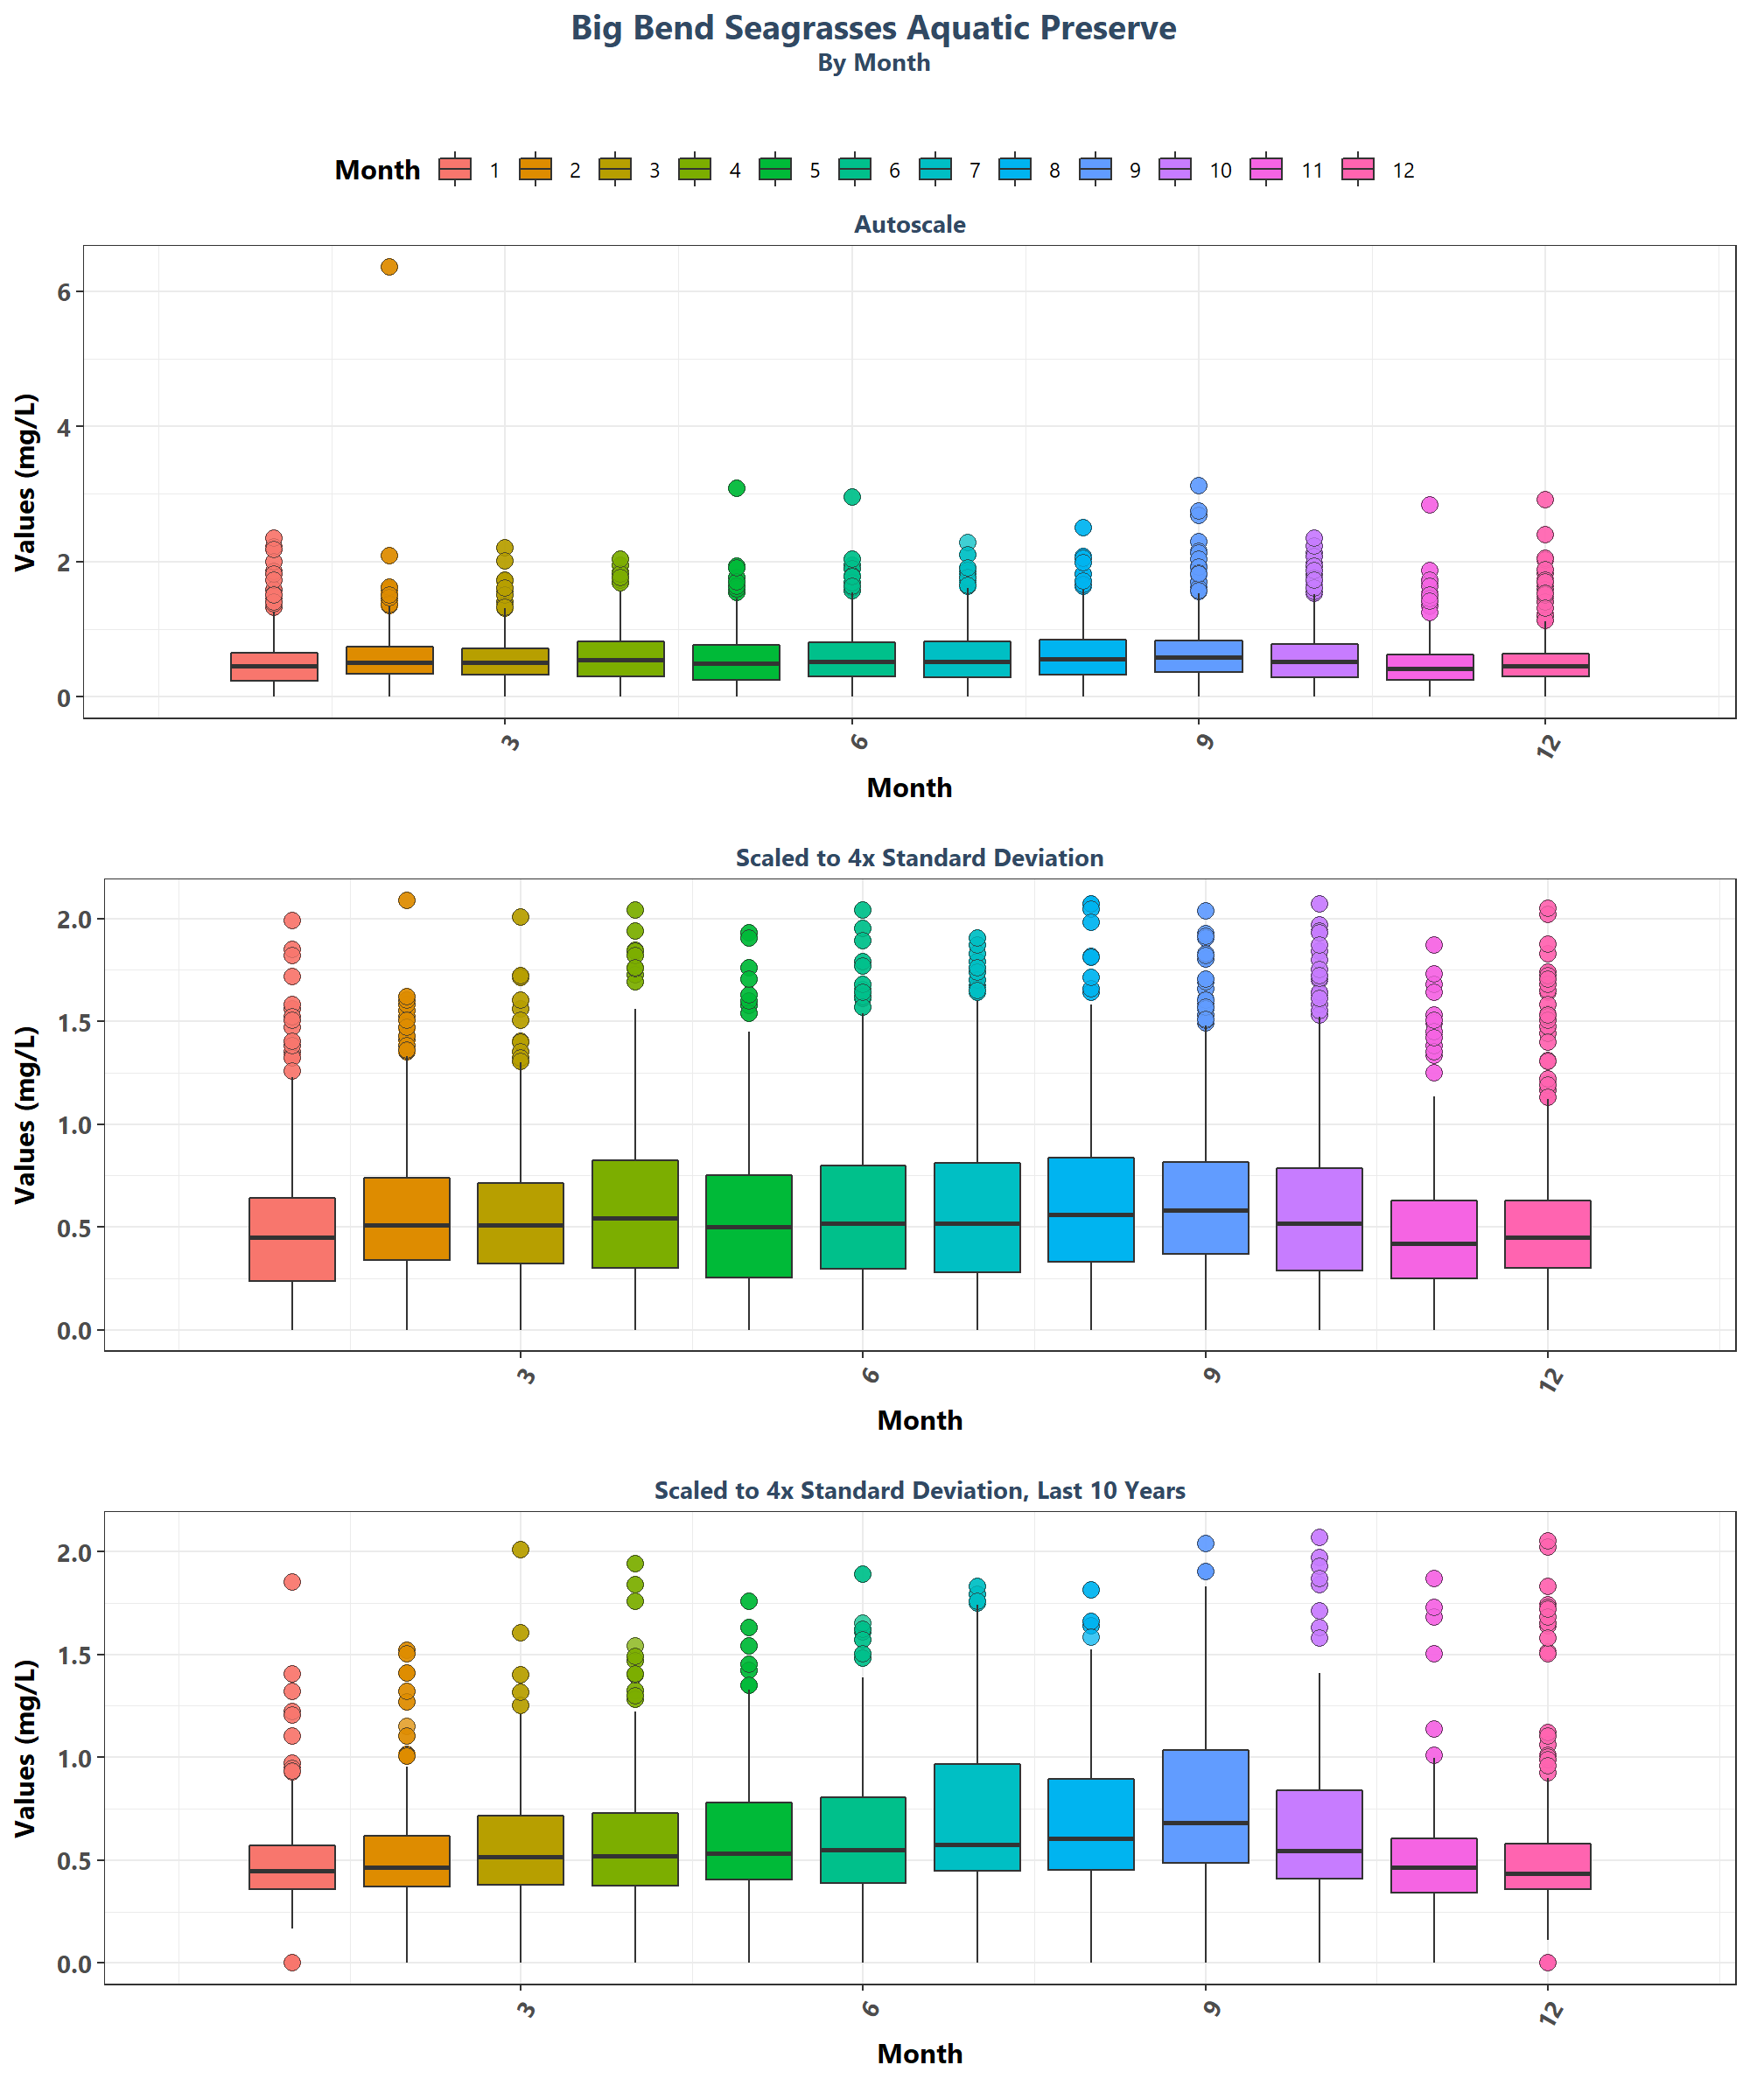 Big Bend Seagrasses Aquatic Preserve
By Month
Month 1 2 3 4 5 6 7 8 9 10 11 12
Autoscale
Values (mg/L)
6
4
2
0
3 6 9 12
Month
Scaled to 4x Standard Deviation
Values (mg/L)
2.0
1.5
1.0
0.5
0.0
3 6 9 12
Month
Scaled to 4x Standard Deviation, Last 10 Years
Values (mg/L)
2.0
1.5
1.0
0.5
0.0
3 6 9 12
Month